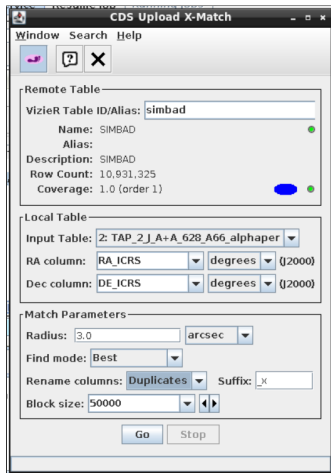 CDS Upload X-Match
Window Search Help
Remote Table
VizieR Table ID/Alias: simbad
Name: SIMBAD
Alias:
Description: SIMBAD
Row Count: 10,931,325
Coverage: 1.0 (order 1)
Local Table
Input Table: 2: TAP_2_J_A+A_628_A66_alphaper
RA column: RA_ICRS degrees (J2000)
Dec column: DE_ICRS degrees (J2000)
Match Parameters
Radius: 3.0 arcsec
Find mode: Best
Rename columns: Duplicates Suffix: _x
Block size: 50000
Go Stop